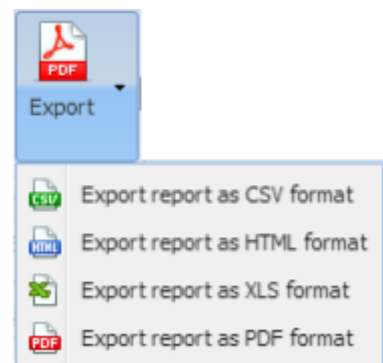 PDF
Export
CSV
Export report as CSV format
HTML
Export report as HTML format
Export report as XLS format
PDF
Export report as PDF format